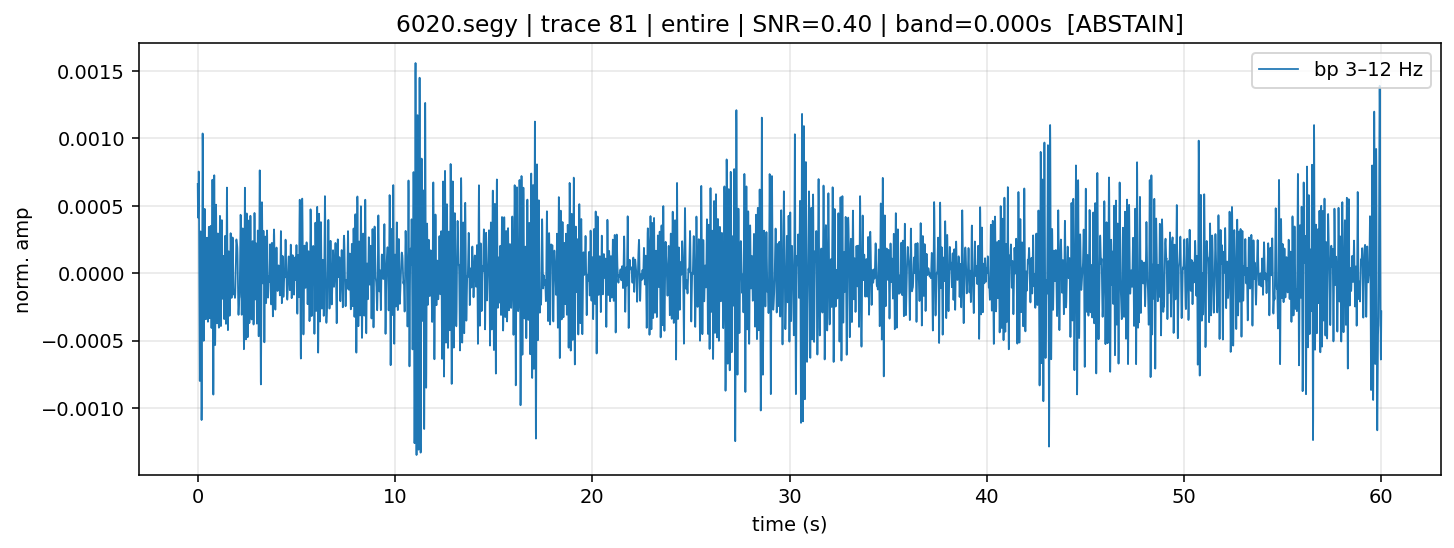 6020.segy | trace 81 | entire | SNR=0.40 | band=0.000s  [ABSTAIN]
bp 3–12 Hz
norm. amp
0.0015
0.0010
0.0005
0.0000
−0.0005
−0.0010
0 10 20 30 40 50 60
time (s)